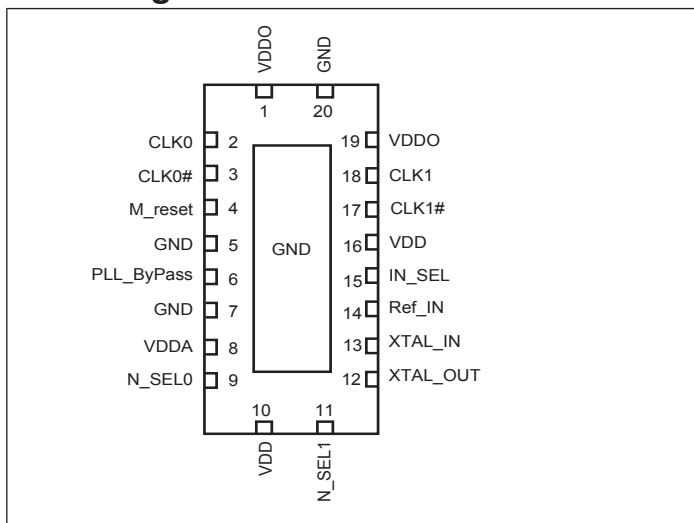 VDDO
GND
1
20
CLK0 2
19 VDDO
CLK0# 3
18 CLK1
M_reset 4
17 CLK1#
GND 5
16 VDD
PLL_ByPass 6
15 IN_SEL
GND 7
14 Ref_IN
VDDA 8
13 XTAL_IN
N_SEL0 9
12 XTAL_OUT
GND
10
11
VDD
N_SEL1